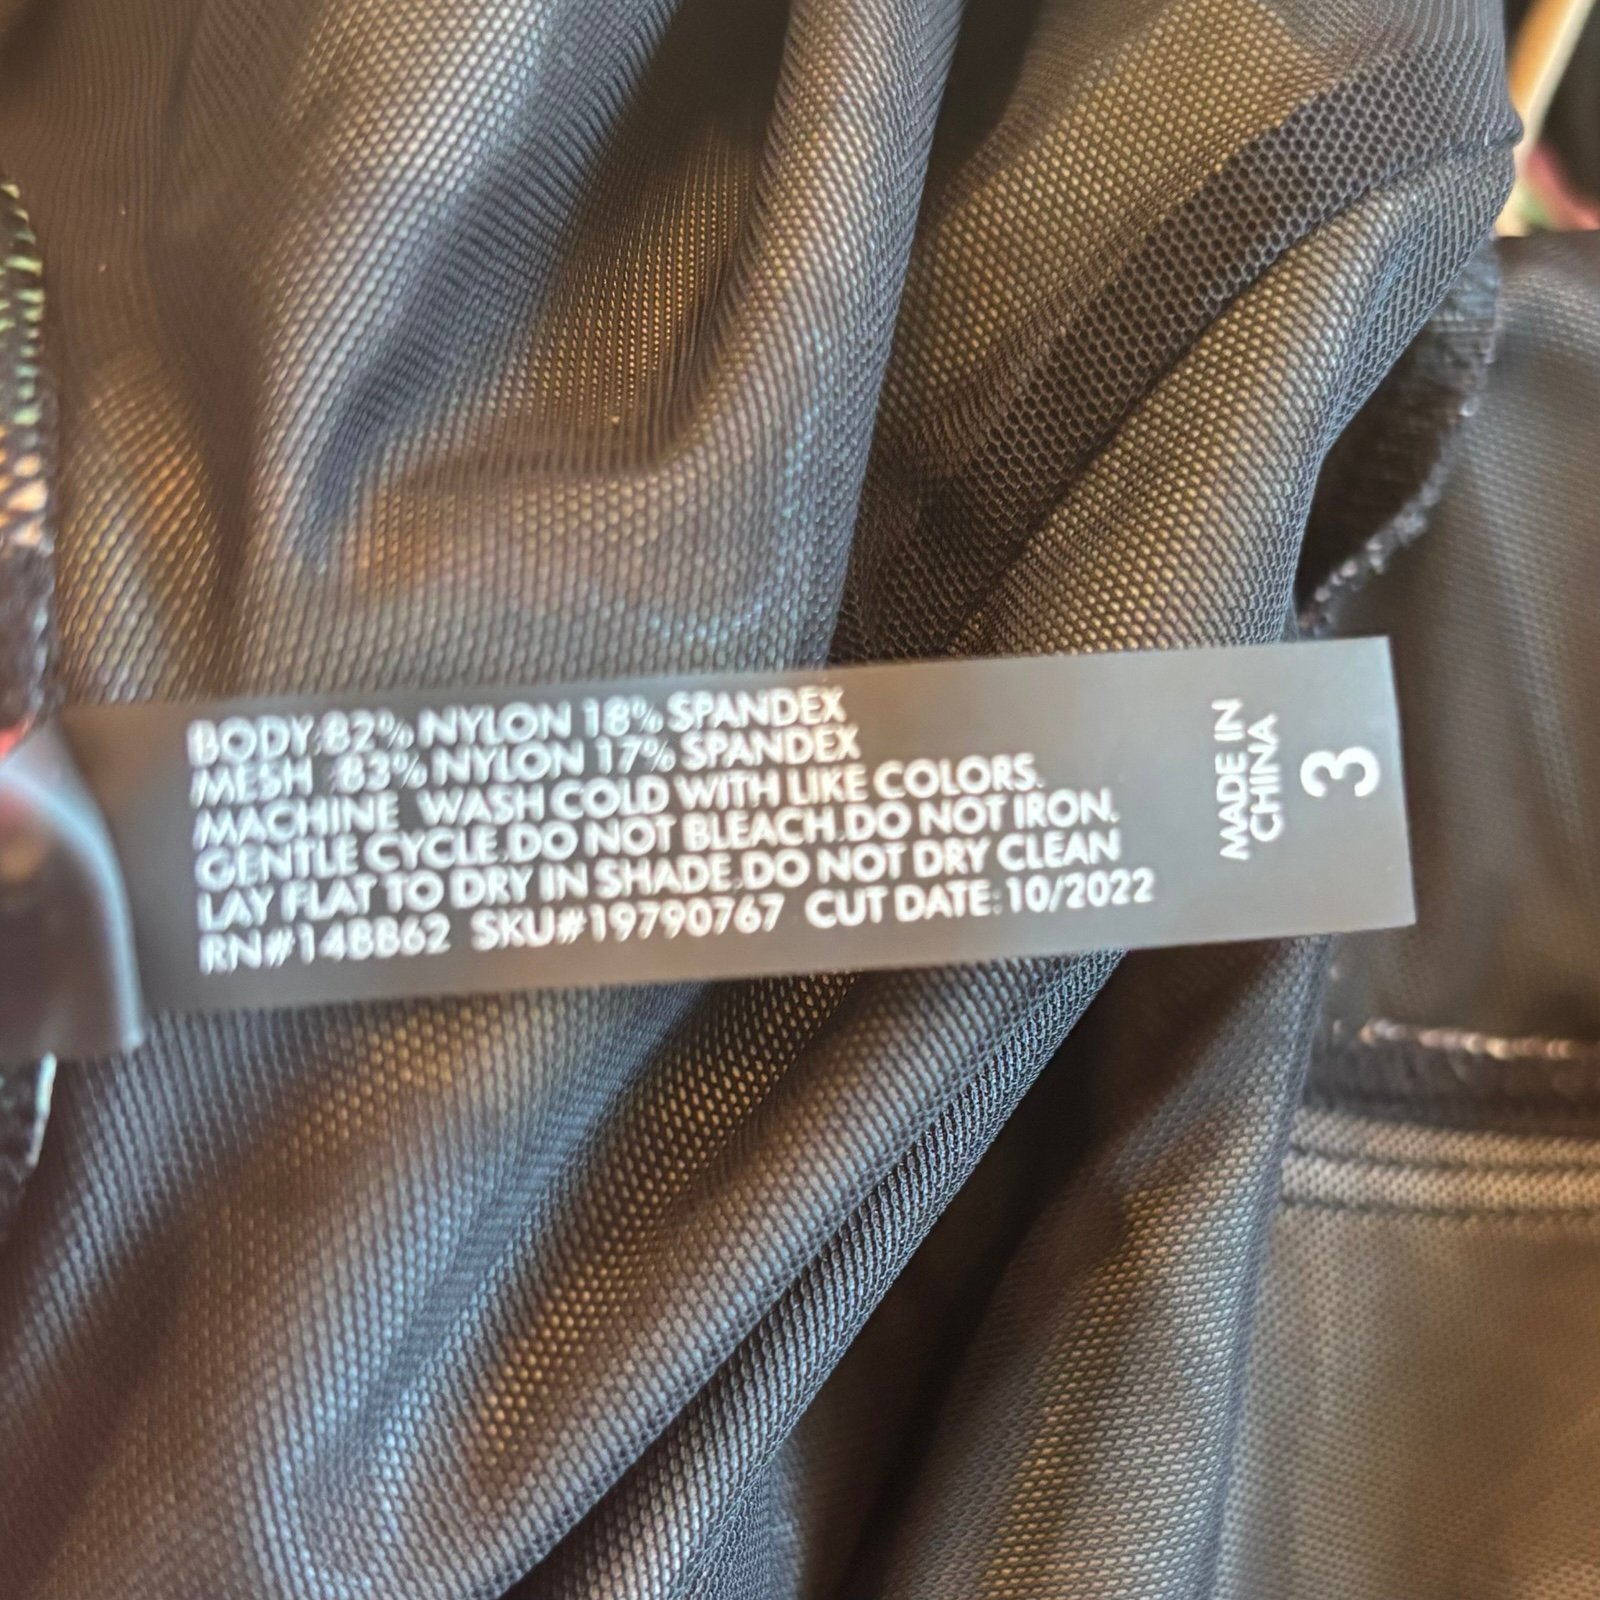 BODY:82% NYLON 18% SPANDEX
MESH :83% NYLON 17% SPANDEX
MACHINE WASH COLD WITH LIKE COLORS.
GENTLE CYCLE.DO NOT BLEACH.DO NOT IRON.
LAY FLAT TO DRY IN SHADE.DO NOT DRY CLEAN
RN#148862 SKU#19790767 CUT DATE:10/2022
MADE IN
CHINA
3